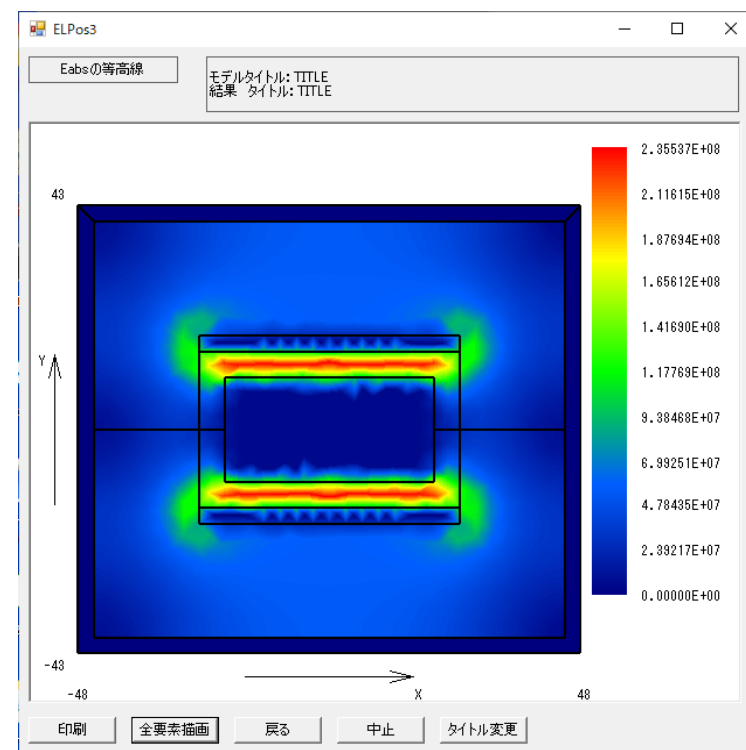 ELPos3
Eabsの等高線
モデルタイトル: TITLE
結果 タイトル: TITLE
2.35537E+08
2.11615E+08
1.87694E+08
1.65612E+08
1.41690E+08
1.17769E+08
9.38468E+07
6.99251E+07
4.78435E+07
2.39217E+07
0.00000E+00
43
Y
-43
-48
X
48
印刷
全要素描画
戻る
中止
タイトル変更